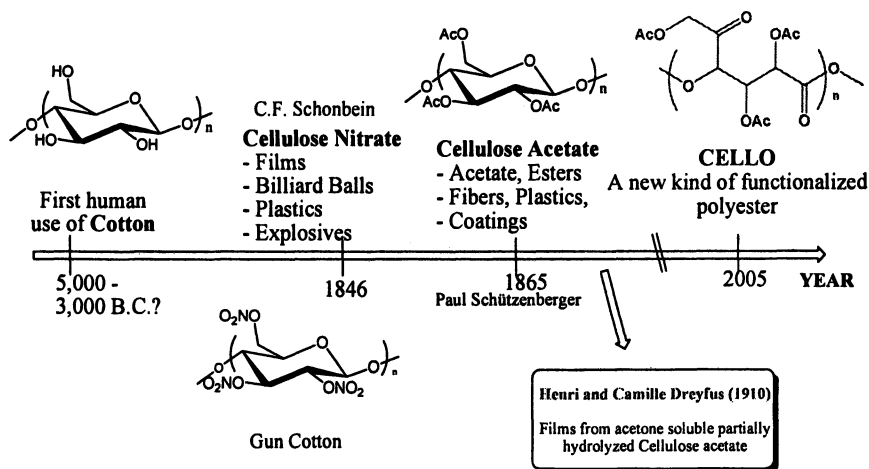 HO
O
O
HO
OH
O
n
First human
use of Cotton
C.F. Schonbein
Cellulose Nitrate
- Films
- Billiard Balls
- Plastics
- Explosives
AcO
O
O
AcO
OAc
O
n
Cellulose Acetate
- Acetate, Esters
- Fibers, Plastics,
- Coatings
AcO
O
OAc
O
OAc
O
O
n
CELLO
A new kind of functionalized
polyester
5,000 -
3,000 B.C.?
1846
1865
Paul Schützenberger
2005
YEAR
O2NO
O
O
O2NO
ONO2
O
n
Gun Cotton
Henri and Camille Dreyfus (1910)
Films from acetone soluble partially
hydrolyzed Cellulose acetate